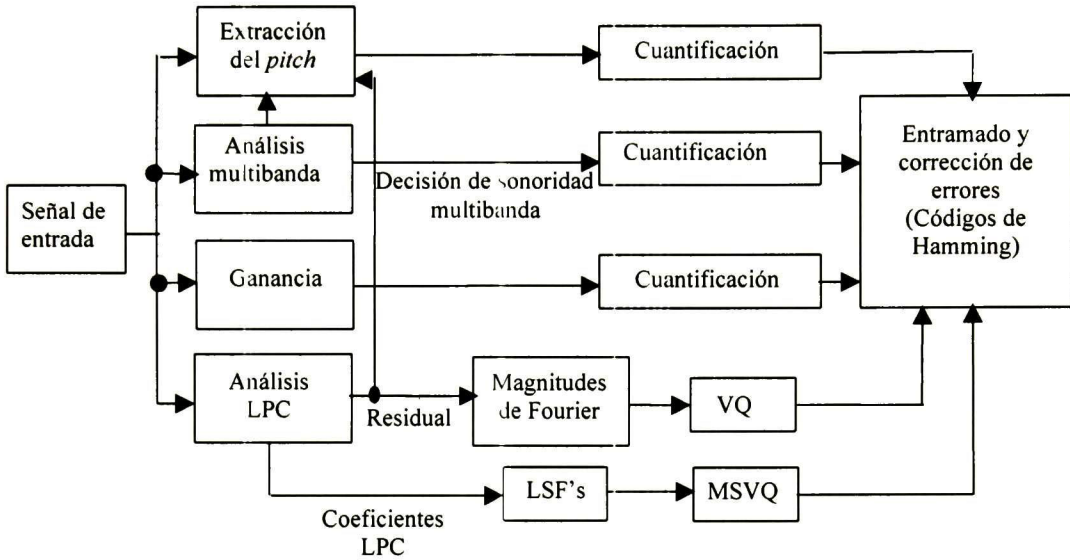 Extracción
del pitch
Cuantificación
Análisis
multibanda
Decisión de sonoridad
multibanda
Cuantificación
Entramado y
corrección de
errores
(Códigos de
Hamming)
Señal de
entrada
Ganancia
Cuantificación
Análisis
LPC
Residual
Magnitudes
de Fourier
VQ
LSF's
MSVQ
Coeficientes
LPC